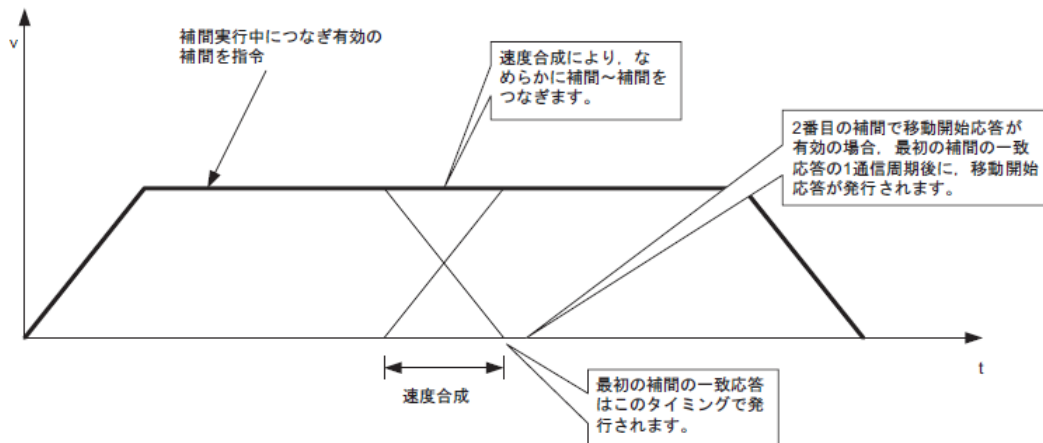 v
補間実行中につなぎ有効の
補間を指令
速度合成により，な
めらかに補間～補間を
つなぎます。
2番目の補間で移動開始応答が
有効の場合，最初の補間の一致
応答の1通信周期後に，移動開始
応答が発行されます。
t
速度合成
最初の補間の一致応答
はこのタイミングで発
行されます。